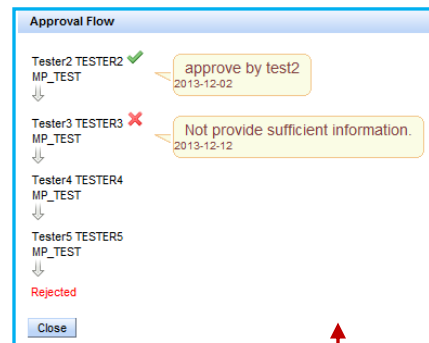 Approval Flow
Tester2 TESTER2
MP_TEST
approve by test2
2013-12-02
Tester3 TESTER3
MP_TEST
Not provide sufficient information.
2013-12-12
Tester4 TESTER4
MP_TEST
Tester5 TESTER5
MP_TEST
Rejected
Close